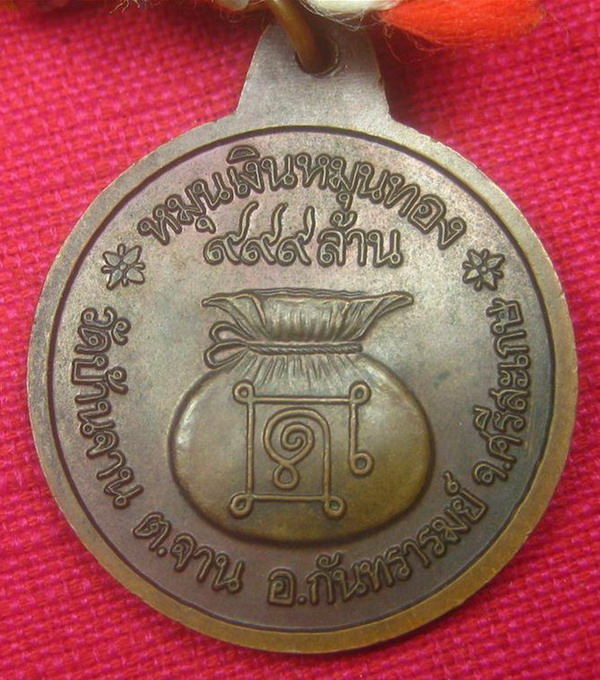 หมุนเงินหมุนทอง
๙๙๙ล้าน
วัดบ้านจาน ต.จาน อ.กันทรารมย์ จ.ศรีสะเกษ